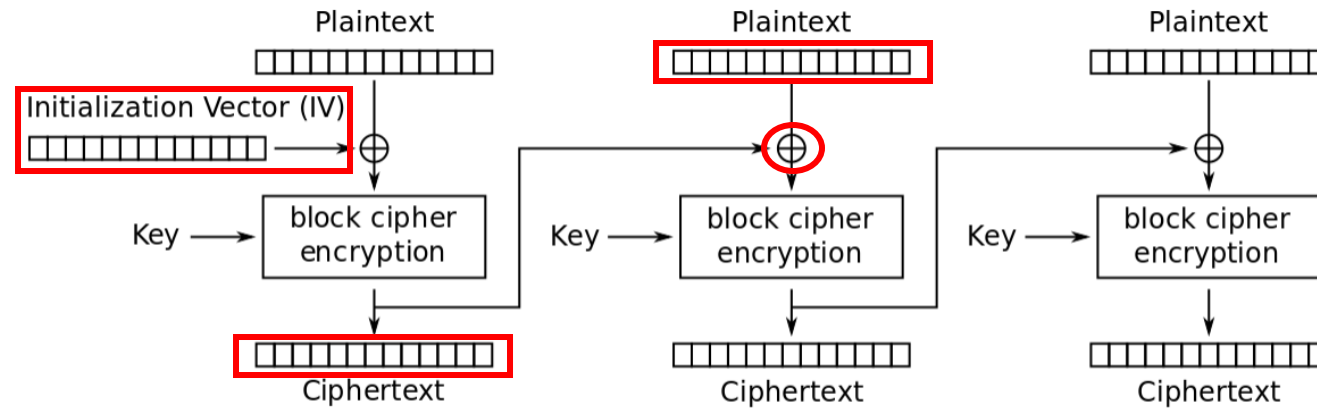 Plaintext
Plaintext
Plaintext
Initialization Vector (IV)
Key
block cipher
encryption
Key
block cipher
encryption
Key
block cipher
encryption
Ciphertext
Ciphertext
Ciphertext